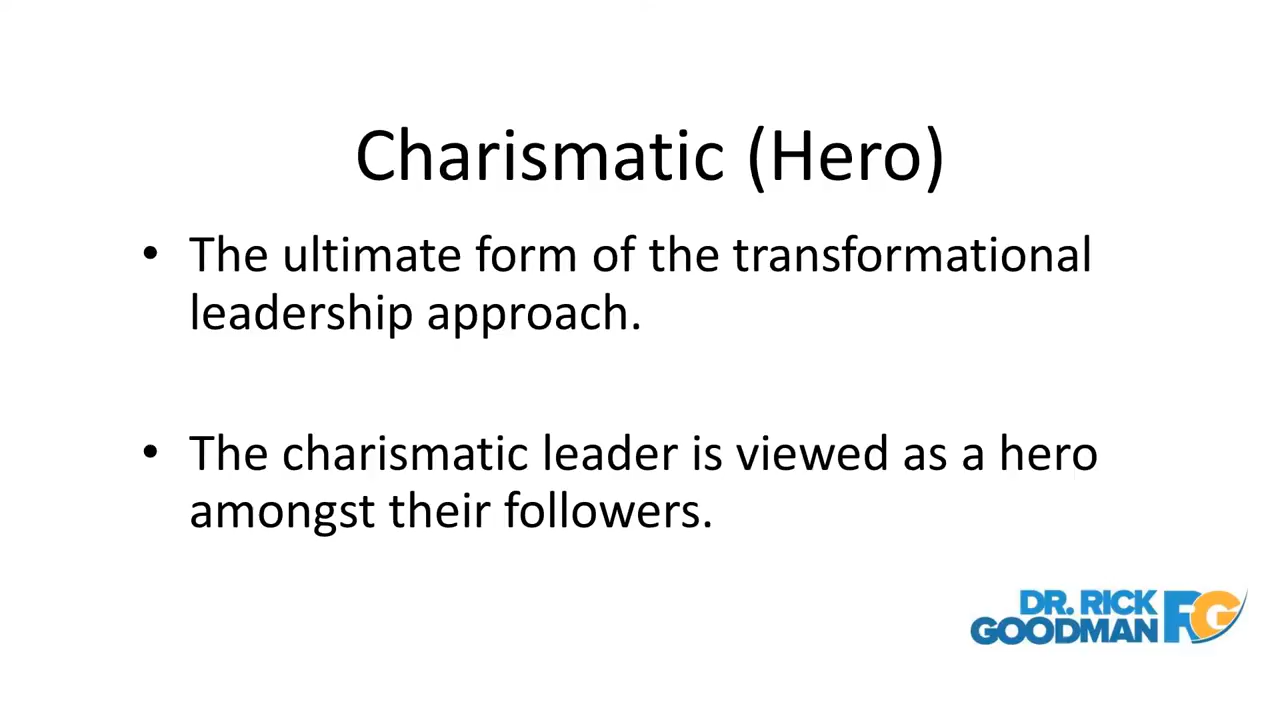 Charismatic (Hero)
• The ultimate form of the transformational
leadership approach.
• The charismatic leader is viewed as a hero
amongst their followers.
DR. RICK
GOODMAN RG